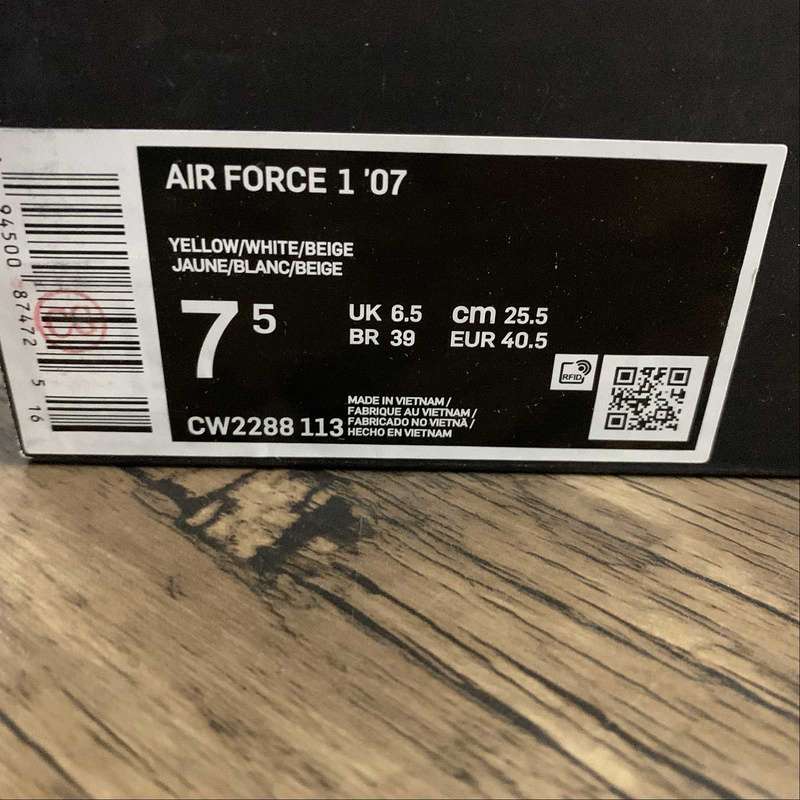 AIR FORCE 1 '07
YELLOW/WHITE/BEIGE
JAUNE/BLANC/BEIGE
7 5
UK 6.5 cm 25.5
BR 39 EUR 40.5
RFID
CW2288 113
MADE IN VIETNAM /
FABRIQUE AU VIETNAM /
FABRICADO NO VIETNÃ /
HECHO EN VIETNAM
94500 87472 5 16